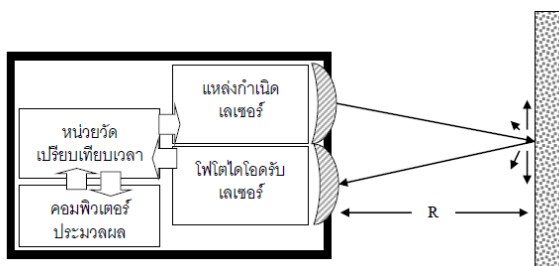 แหล่งกำเนิด
เลเซอร์
หน่วยวัด
เปรียบเทียบเวลา
โฟโตไดโอดรับ
เลเซอร์
คอมพิวเตอร์
ประมวลผล
R